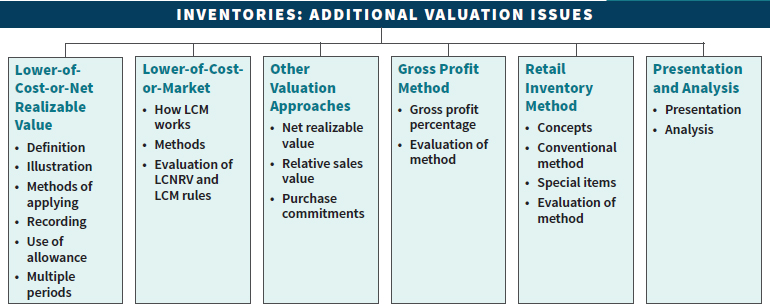 INVENTORIES: ADDITIONAL VALUATION ISSUES
Lower-of-
Cost-or-Net
Realizable
Value
• Definition
• Illustration
• Methods of
applying
• Recording
• Use of
allowance
• Multiple
periods
Lower-of-Cost-
or-Market
• How LCM
works
• Methods
• Evaluation of
LCNRV and
LCM rules
Other
Valuation
Approaches
• Net realizable
value
• Relative sales
value
• Purchase
commitments
Gross Profit
Method
• Gross profit
percentage
• Evaluation of
method
Retail
Inventory
Method
• Concepts
• Conventional
method
• Special items
• Evaluation of
method
Presentation
and Analysis
• Presentation
• Analysis